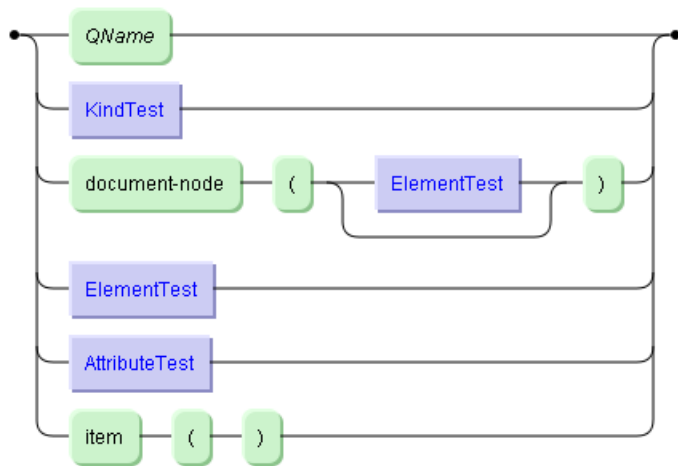 QName
KindTest
document-node ( ElementTest )
ElementTest
AttributeTest
item ( )